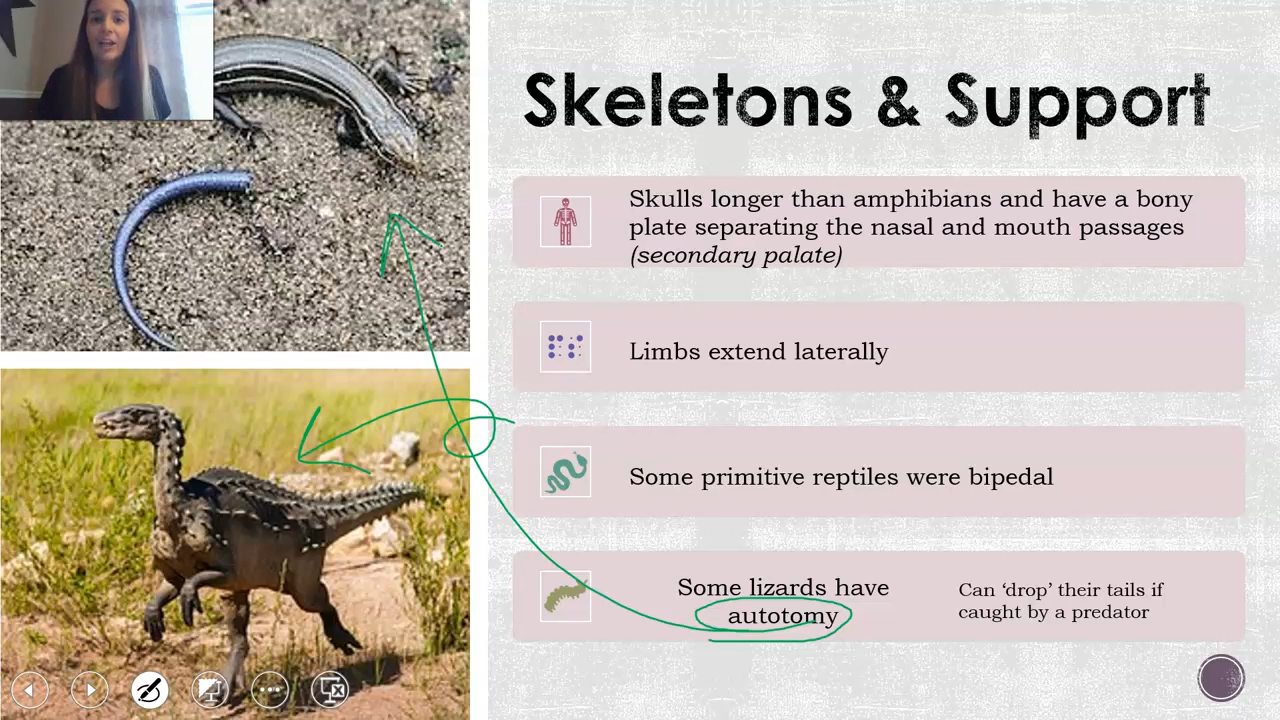 Skeletons & Support
Skulls longer than amphibians and have a bony
plate separating the nasal and mouth passages
(secondary palate)
Limbs extend laterally
Some primitive reptiles were bipedal
Some lizards have
autotomy
Can ‘drop’ their tails if
caught by a predator